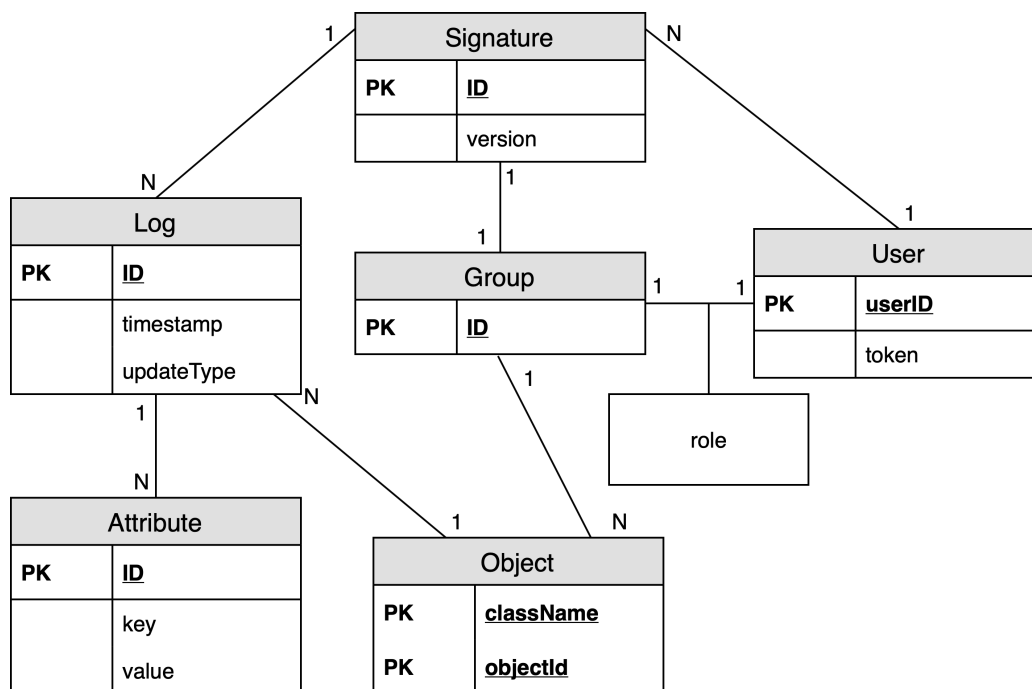 Signature
PK ID
version
1
N
N
Log
PK ID
timestamp
updateType
1
1
Group
PK ID
1
1
1
User
PK userID
token
role
1
N
N
1
1
N
Attribute
PK ID
key
value
Object
PK className
PK objectId